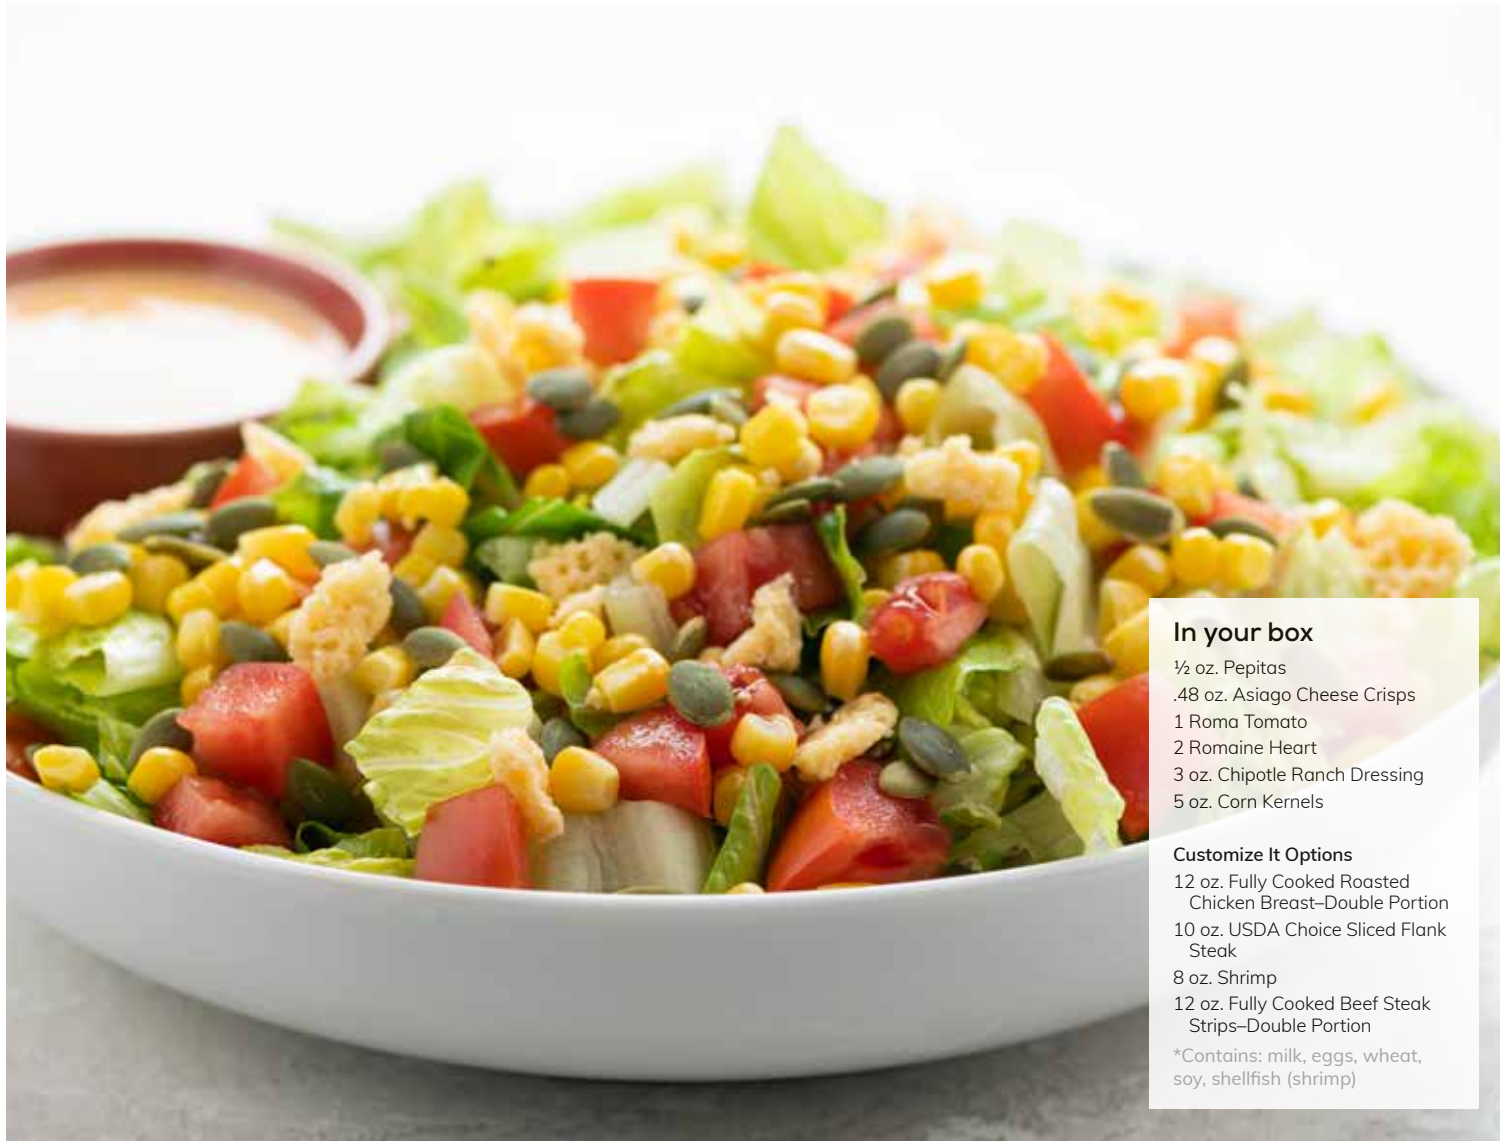 In your box
½ oz. Pepitas
.48 oz. Asiago Cheese Crisps
1 Roma Tomato
2 Romaine Heart
3 oz. Chipotle Ranch Dressing
5 oz. Corn Kernels
Customize It Options
12 oz. Fully Cooked Roasted
Chicken Breast–Double Portion
10 oz. USDA Choice Sliced Flank
Steak
8 oz. Shrimp
12 oz. Fully Cooked Beef Steak
Strips–Double Portion
*Contains: milk, eggs, wheat,
soy, shellfish (shrimp)